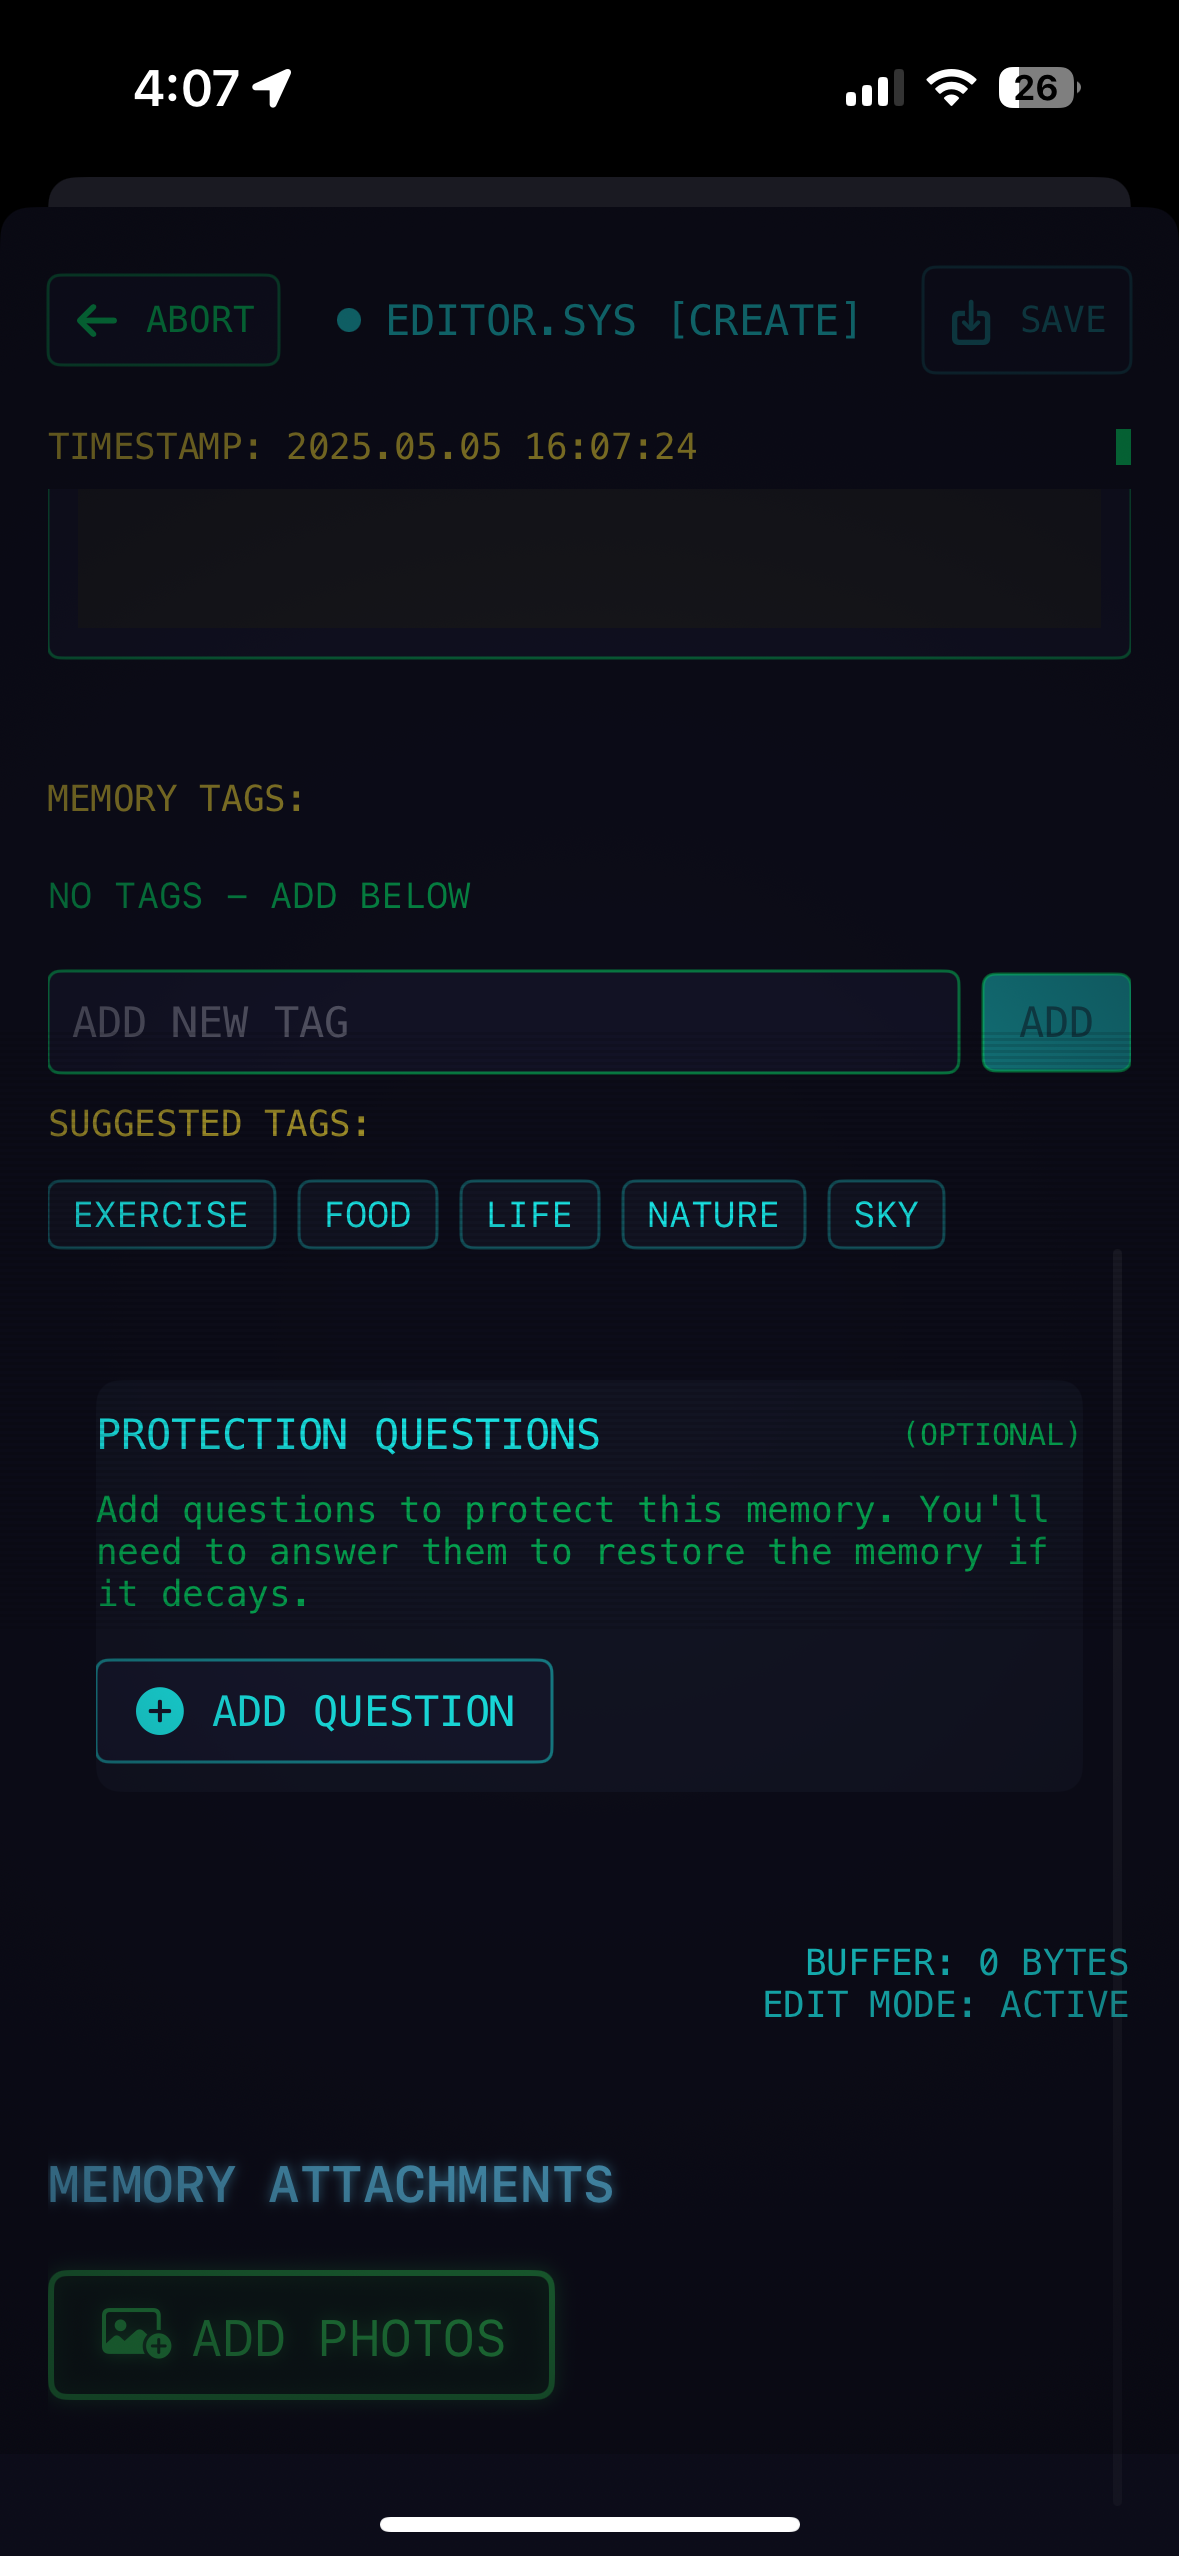 4:07
26
ABORT
EDITOR.SYS [CREATE]
SAVE
TIMESTAMP: 2025.05.05 16:07:24
MEMORY TAGS:
NO TAGS – ADD BELOW
ADD NEW TAG
ADD
SUGGESTED TAGS:
EXERCISE
FOOD
LIFE
NATURE
SKY
PROTECTION QUESTIONS
(OPTIONAL)
Add questions to protect this memory. You'll
need to answer them to restore the memory if
it decays.
ADD QUESTION
BUFFER: 0 BYTES
EDIT MODE: ACTIVE
MEMORY ATTACHMENTS
ADD PHOTOS